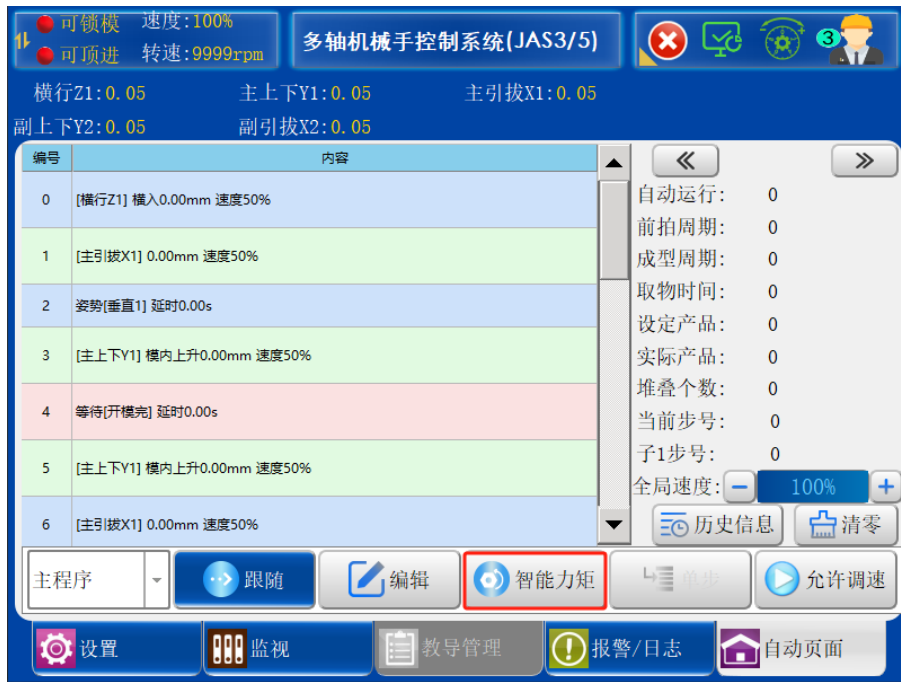 可锁模 速度:100%
多轴机械手控制系统(JAS3/5)
3
可顶进 转速:9999rpm
横行Z1:0.05 主上下Y1:0.05 主引拔X1:0.05
副上下Y2:0.05 副引拔X2:0.05
编号 内容
0 [横行Z1] 横入0.00mm 速度50%
1 [主引拔X1] 0.00mm 速度50%
2 姿势[垂直1] 延时0.00s
3 [主上下Y1] 模内上升0.00mm 速度50%
4 等待[开模完] 延时0.00s
5 [主上下Y1] 模内上升0.00mm 速度50%
6 [主引拔X1] 0.00mm 速度50%
自动运行: 0
前拍周期: 0
成型周期: 0
取物时间: 0
设定产品: 0
实际产品: 0
堆叠个数: 0
当前步号: 0
子1步号: 0
全局速度: − 100% +
历史信息 清零
主程序 跟随 编辑 智能力矩 单步 允许调速
设置 监视 教导管理 报警/日志 自动页面